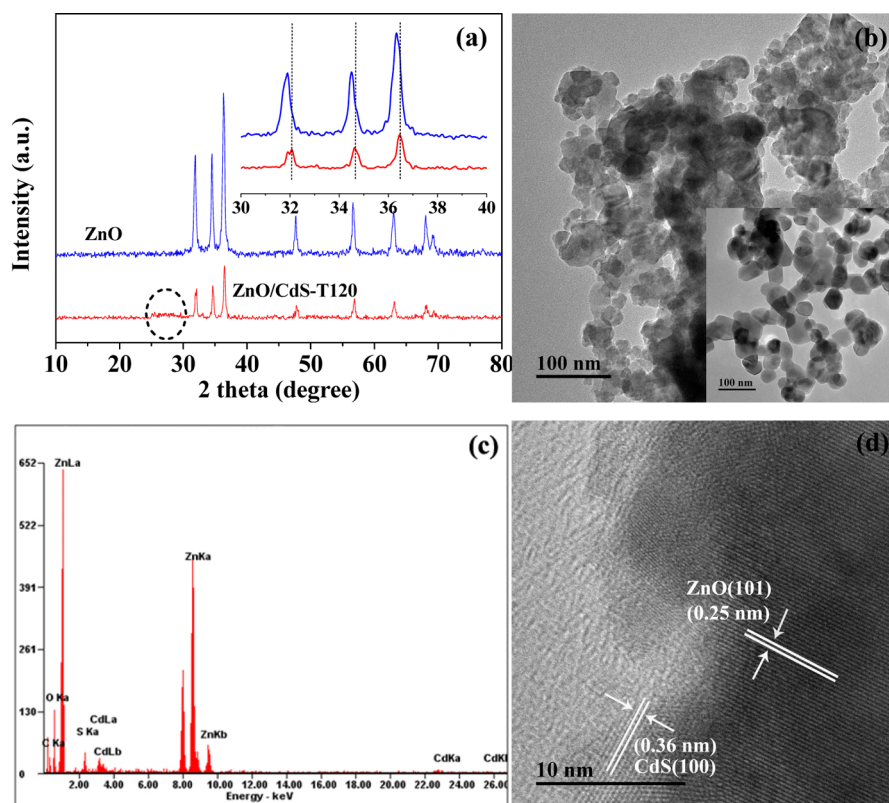 (a)
Intensity (a.u.)
ZnO
ZnO/CdS-T120
30 32 34 36 38 40
10 20 30 40 50 60 70 80
2 theta (degree)
(b)
100 nm
100 nm
(c)
652
522
391
261
130
0
ZnLa
O Ka
C Ka
S Ka
CdLa
CdLb
ZnKa
ZnKb
CdKa
CdKb
2.00 4.00 6.00 8.00 10.00 12.00 14.00 16.00 18.00 20.00 22.00 24.00 26.00
Energy - keV
(d)
ZnO(101)
(0.25 nm)
(0.36 nm)
CdS(100)
10 nm